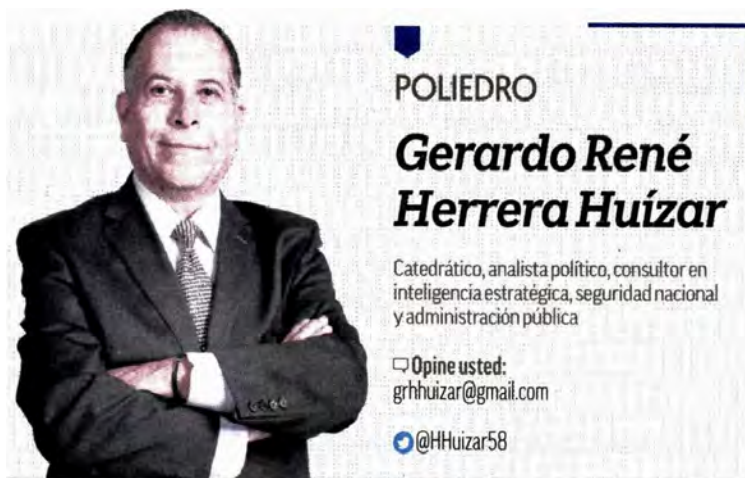 POLIEDRO
Gerardo René
Herrera Huízar
Catedrático, analista político, consultor en
inteligencia estratégica, seguridad nacional
y administración pública
Opine usted:
grhhuizar@gmail.com
@HHuizar58